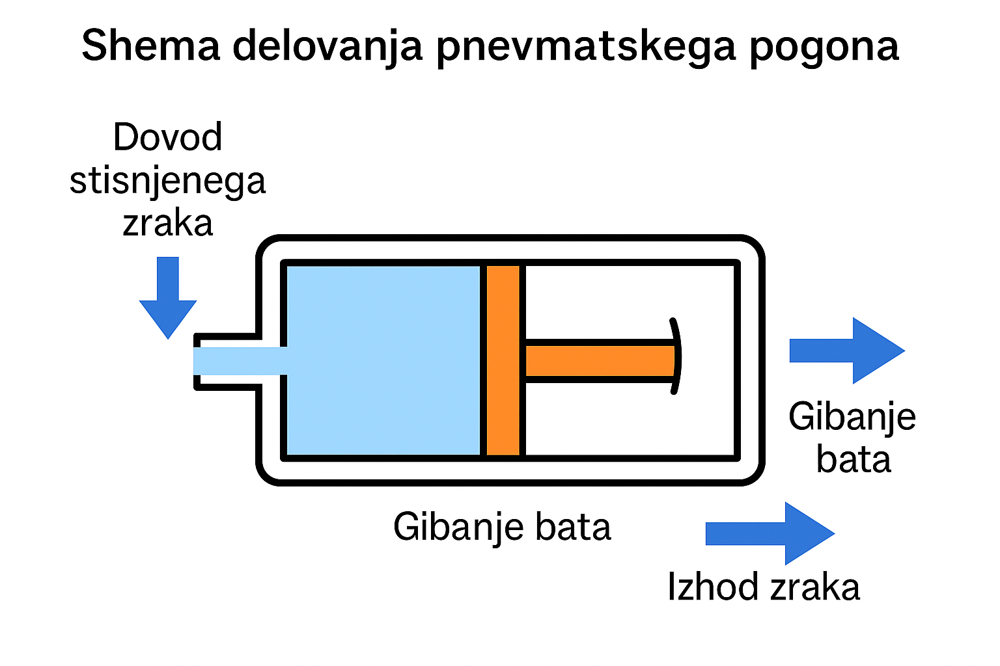 Shema delovanja pnevmatskega pogona
Dovod
stisnjenega
zraka
Gibanje
bata
Gibanje bata
Izhod zraka